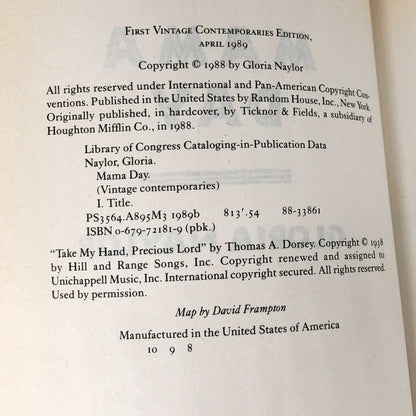 FIRST VINTAGE CONTEMPORARIES EDITION,
APRIL 1989
Copyright © 1988 by Gloria Naylor
All rights reserved under International and Pan-American Copyright Con-
ventions. Published in the United States by Random House, Inc., New York.
Originally published, in hardcover, by Ticknor & Fields, a subsidiary of
Houghton Mifflin Co., in 1988.
Library of Congress Cataloging-in-Publication Data
Naylor, Gloria.
Mama Day.
(Vintage contemporaries)
I. Title.
PS3564.A895M3 1989b 813'.54 88-33861
ISBN 0-679-72181-9 (pbk.)
"Take My Hand, Precious Lord" by Thomas A. Dorsey. Copyright © 1938
by Hill and Range Songs, Inc. Copyright renewed and assigned to
Unichappell Music, Inc. International copyright secured. All rights reserved.
Used by permission.
Map by David Frampton
Manufactured in the United States of America
10 9 8